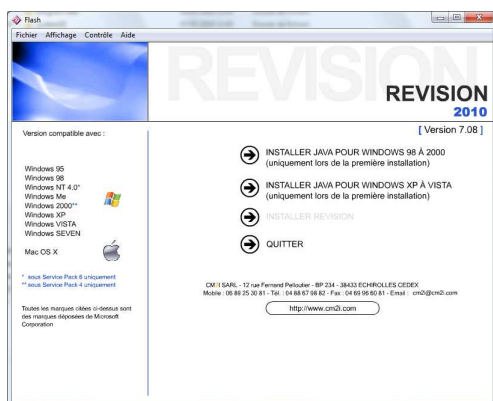 Flash
Fichier Affichage Contrôle Aide
REVISION
REVISION
2010
[ Version 7.08 ]
Version compatible avec :
Windows 95
Windows 98
Windows NT 4.0*
Windows Me
Windows 2000**
Windows XP
Windows VISTA
Windows SEVEN
Mac OS X
* sous Service Pack 6 uniquement
** sous Service Pack 4 uniquement
Toutes les marques citées ci-dessus sont
des marques déposées de Microsoft
Corporation
INSTALLER JAVA POUR WINDOWS 98 À 2000
(uniquement lors de la première installation)
INSTALLER JAVA POUR WINDOWS XP À VISTA
(uniquement lors de la première installation)
INSTALLER REVISION
QUITTER
CM2I SARL - 12 rue Fernand Pelloutier - BP 234 - 38433 ECHIROLLES CEDEX
Mobile : 06 89 25 30 81 - Tél. : 04 88 67 98 82 - Fax : 04 69 96 60 81 - Email : cm2i@cm2i.com
http://www.cm2i.com